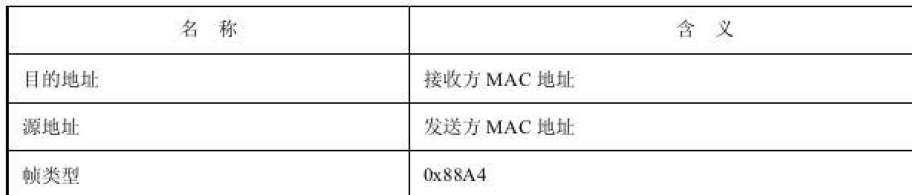 名 称 含 义
目的地址 接收方 MAC 地址
源地址 发送方 MAC 地址
帧类型 0x88A4